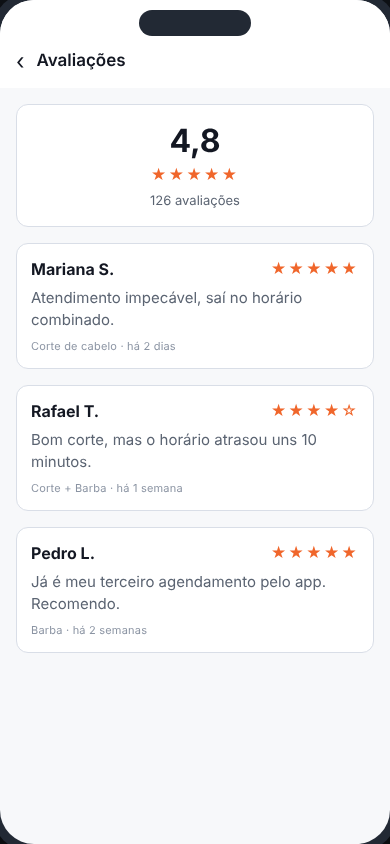 ‹ Avaliações
4,8
★★★★★
126 avaliações
Mariana S. ★★★★★
Atendimento impecável, saí no horário
combinado.
Corte de cabelo · há 2 dias
Rafael T. ★★★★☆
Bom corte, mas o horário atrasou uns 10
minutos.
Corte + Barba · há 1 semana
Pedro L. ★★★★★
Já é meu terceiro agendamento pelo app.
Recomendo.
Barba · há 2 semanas